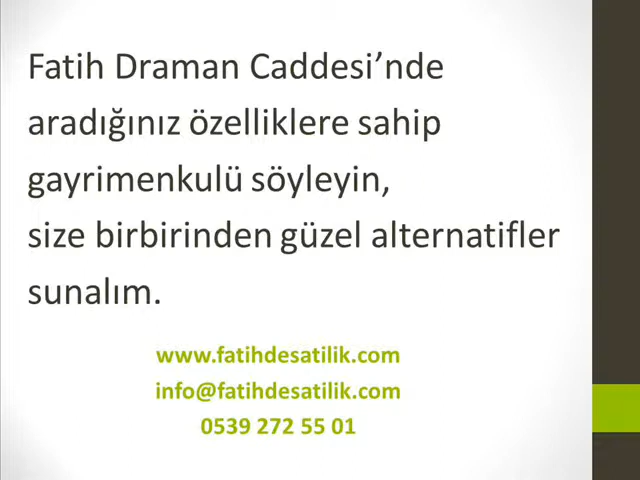 Fatih Draman Caddesi’nde
aradığınız özelliklere sahip
gayrimenkulü söyleyin,
size birbirinden güzel alternatifler
sunalım.
www.fatihdesatilik.com
info@fatihdesatilik.com
0539 272 55 01